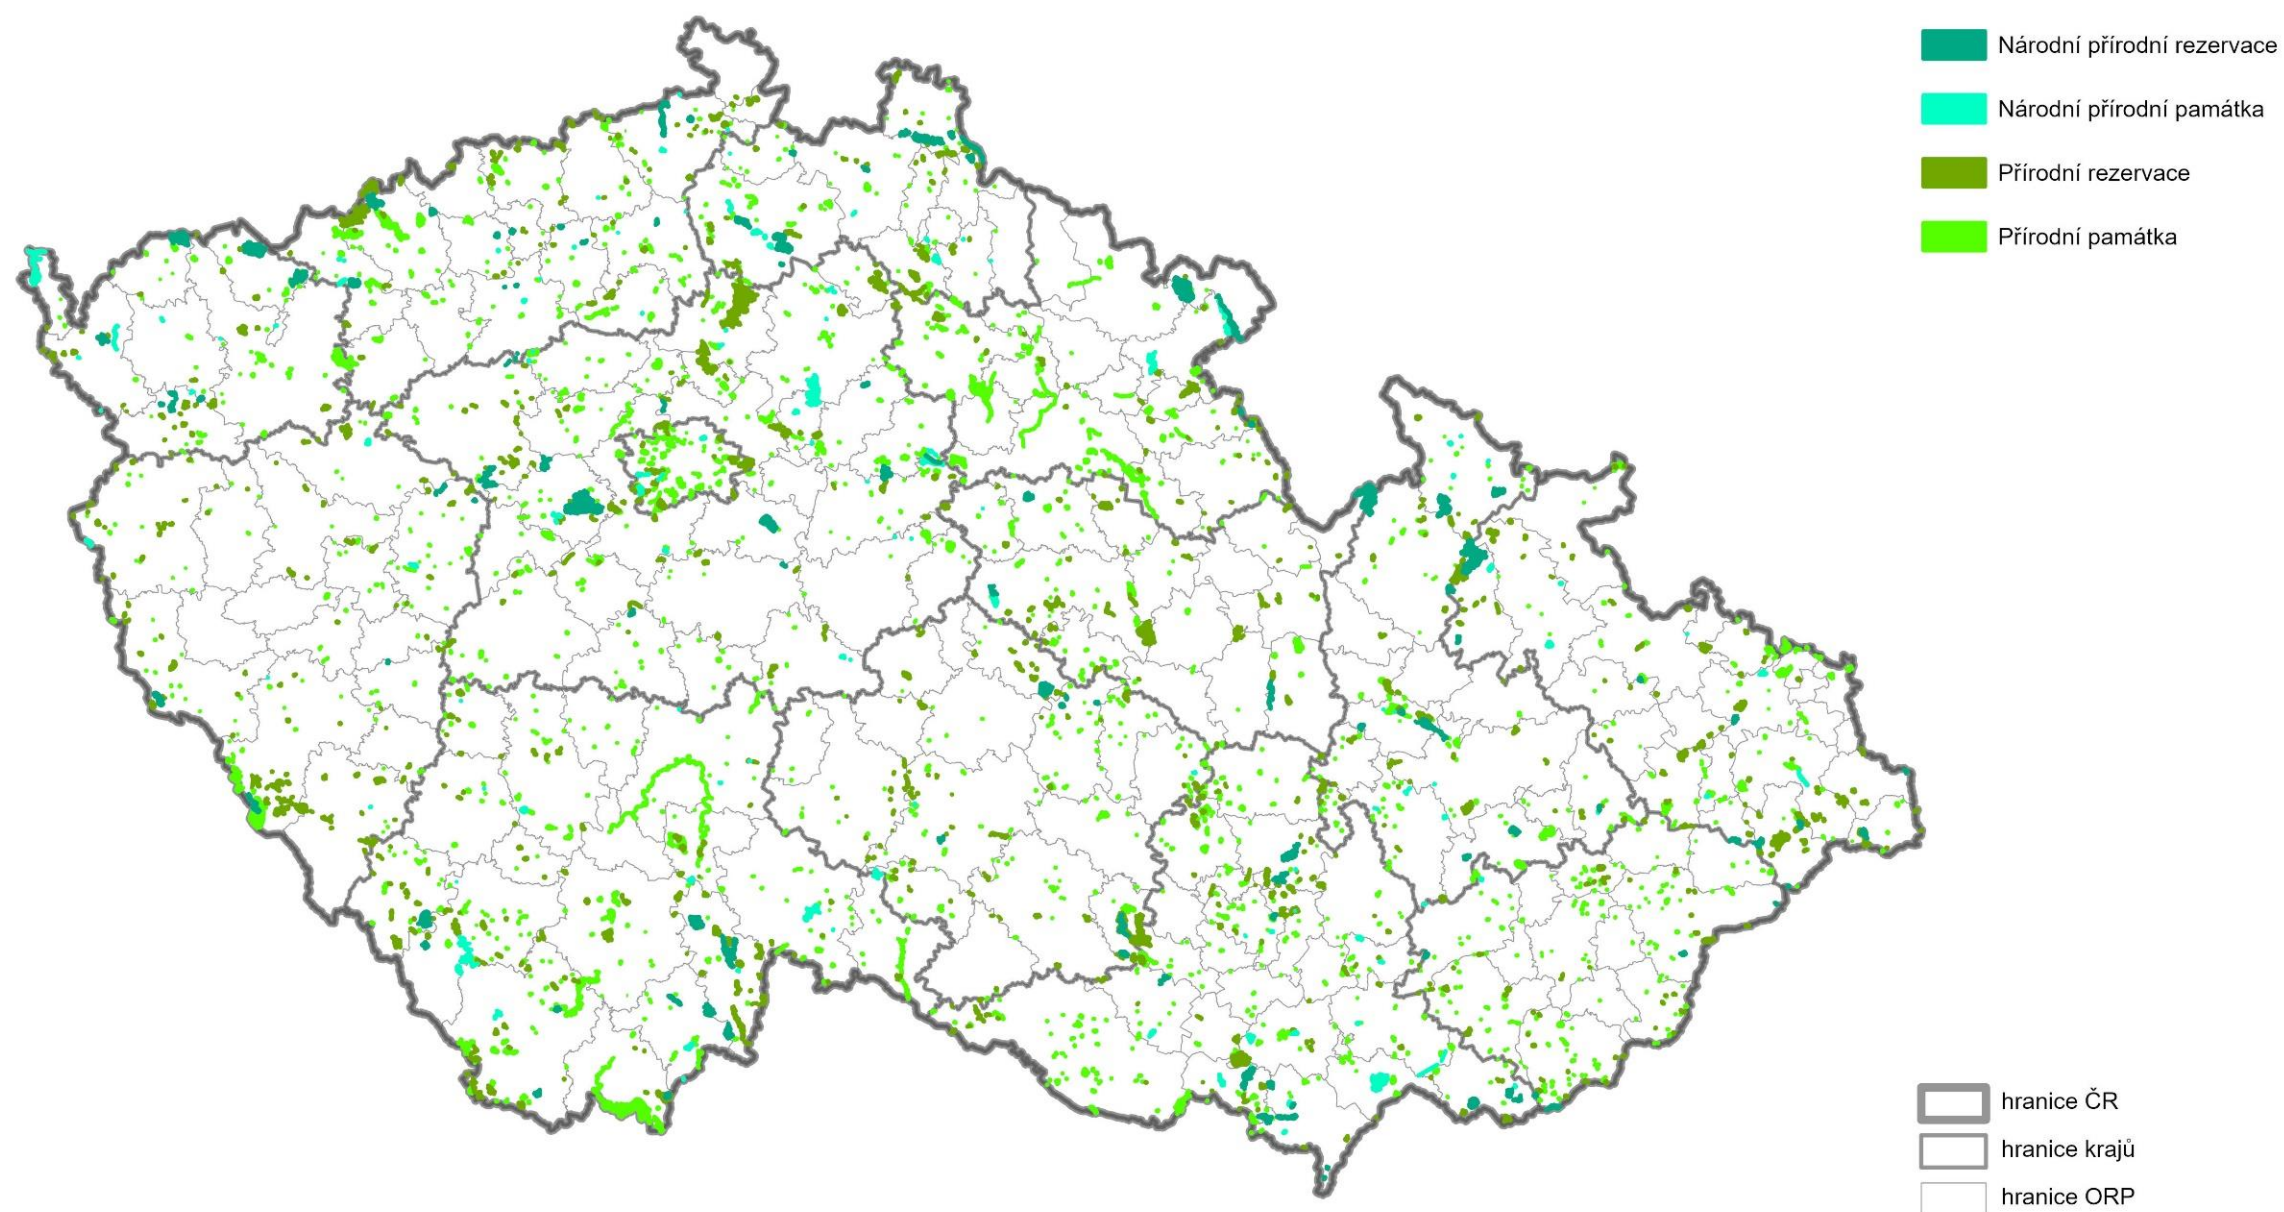 Národní přírodní rezervace
Národní přírodní památka
Přírodní rezervace
Přírodní památka
hranice ČR
hranice krajů
hranice ORP